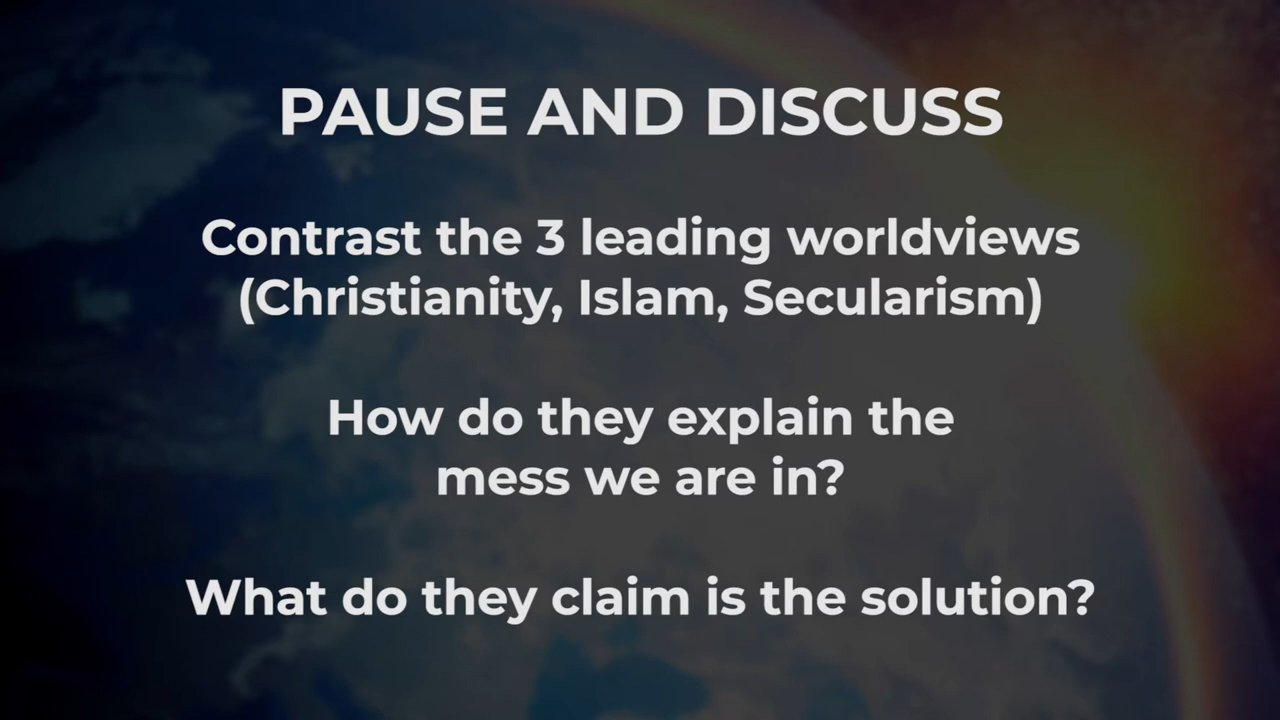 PAUSE AND DISCUSS
Contrast the 3 leading worldviews
(Christianity, Islam, Secularism)
How do they explain the
mess we are in?
What do they claim is the solution?